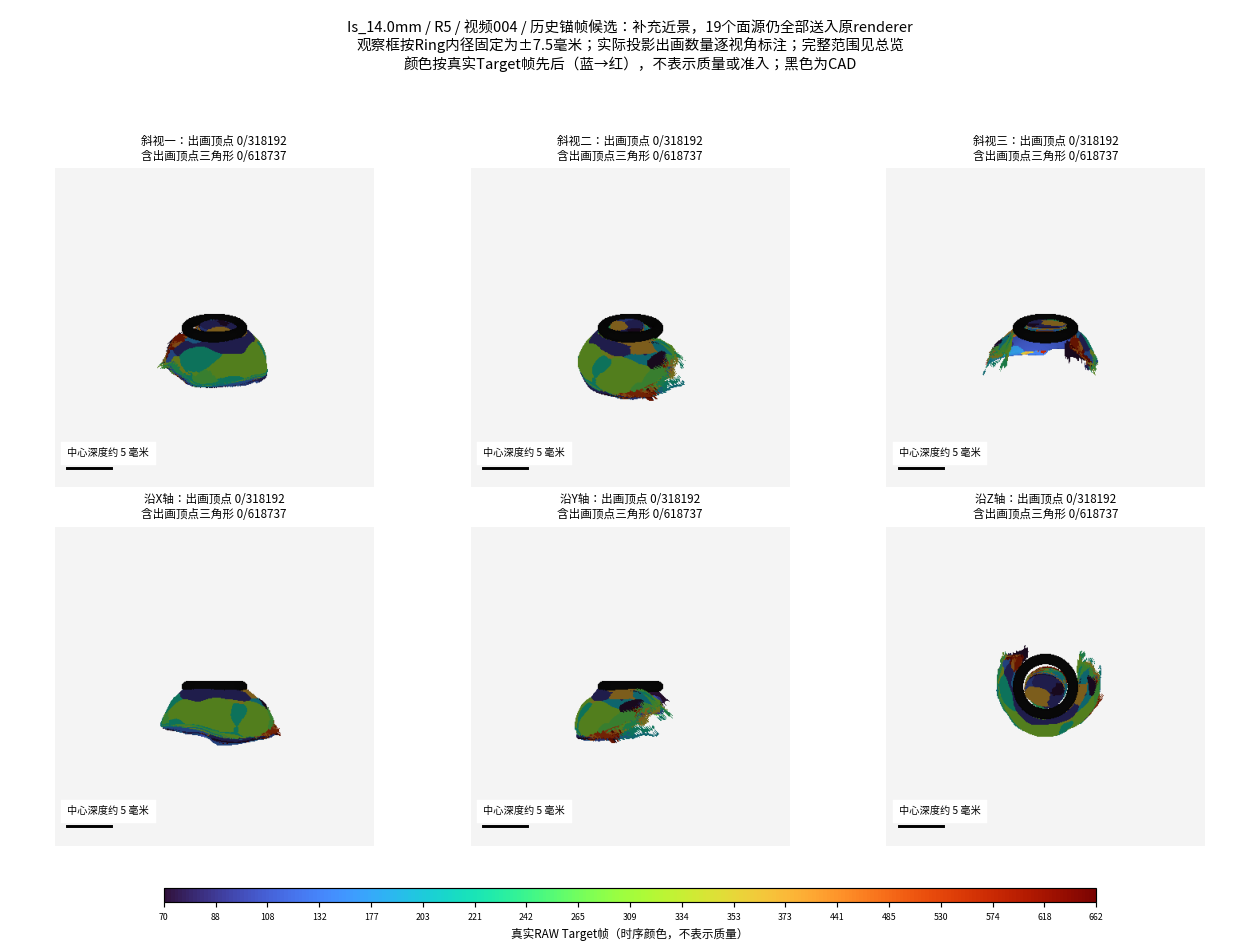 Is_14.0mm / R5 / 视频004 / 历史锚帧候选：补充近景，19个面源仍全部送入原renderer
观察框按Ring内径固定为±7.5毫米；实际投影出画数量逐视角标注；完整范围见总览
颜色按真实Target帧先后（蓝→红），不表示质量或准入；黑色为CAD
斜视一：出画顶点 0/318192
含出画顶点三角形 0/618737
斜视二：出画顶点 0/318192
含出画顶点三角形 0/618737
斜视三：出画顶点 0/318192
含出画顶点三角形 0/618737
中心深度约 5 毫米
中心深度约 5 毫米
中心深度约 5 毫米
沿X轴：出画顶点 0/318192
含出画顶点三角形 0/618737
沿Y轴：出画顶点 0/318192
含出画顶点三角形 0/618737
沿Z轴：出画顶点 0/318192
含出画顶点三角形 0/618737
中心深度约 5 毫米
中心深度约 5 毫米
中心深度约 5 毫米
70 88 108 132 177 203 221 242 265 309 334 353 373 441 485 530 574 618 662
真实RAW Target帧（时序颜色，不表示质量）